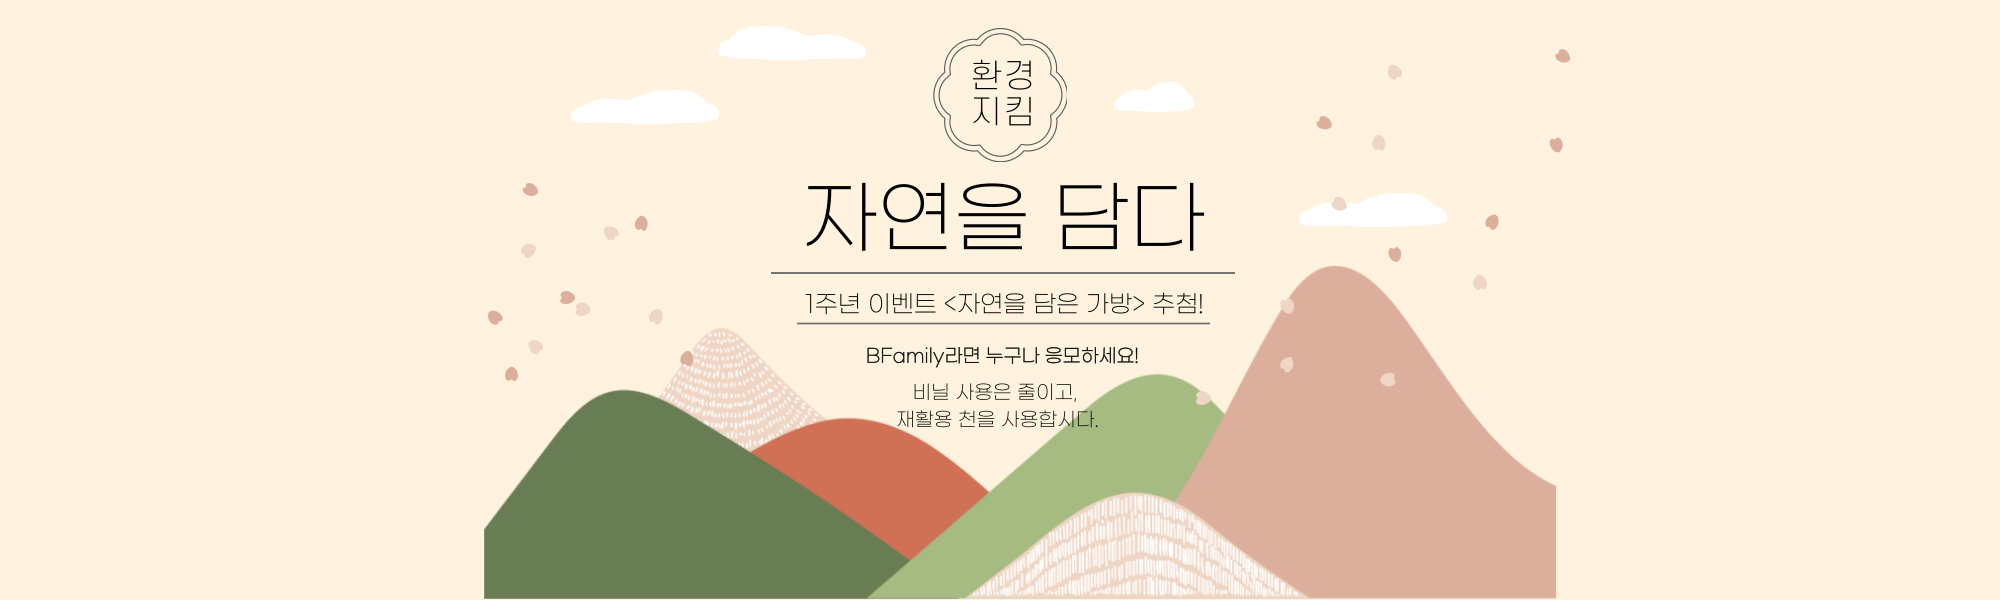 환경
지킴
자연을 담다
1주년 이벤트 <자연을 담은 가방> 추첨!
BFamily라면 누구나 응모하세요!
비닐 사용은 줄이고,
재활용 천을 사용합시다.